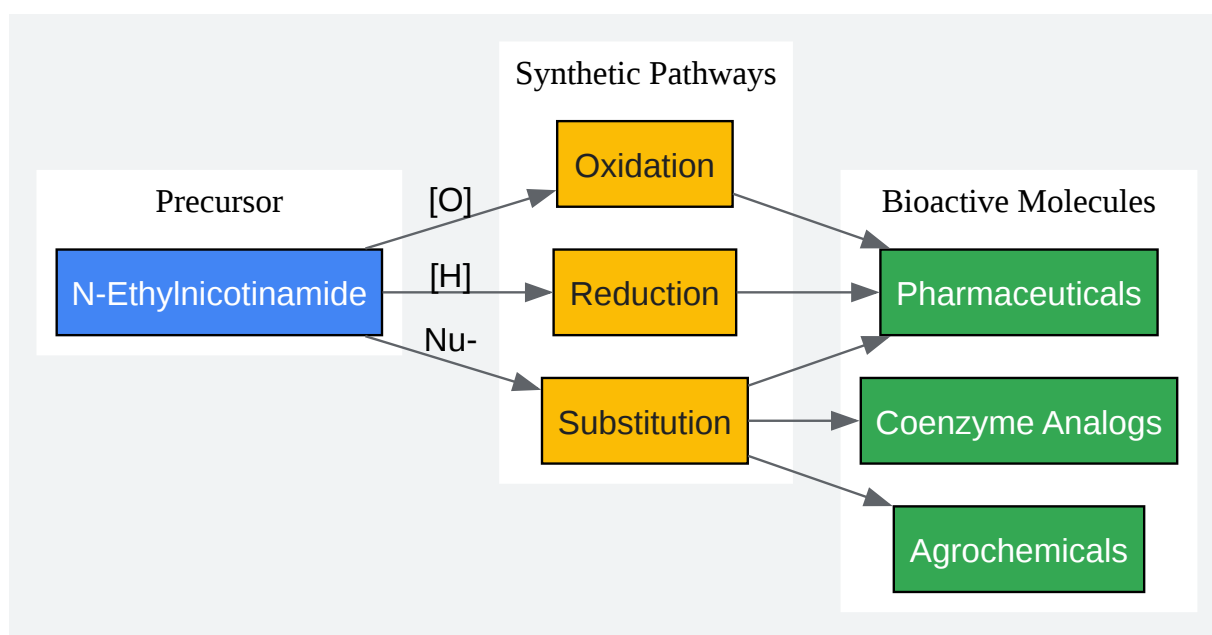 Synthetic Pathways
Oxidation
Precursor
[O]
Bioactive Molecules
N-Ethylnicotinamide
[H]
Reduction
Pharmaceuticals
Nu-
Substitution
Coenzyme Analogs
Agrochemicals